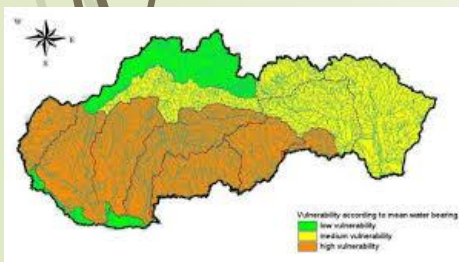 W
E
S
Vulnerability according to mean water bearing
low vulnerability
medium vulnerability
high vulnerability